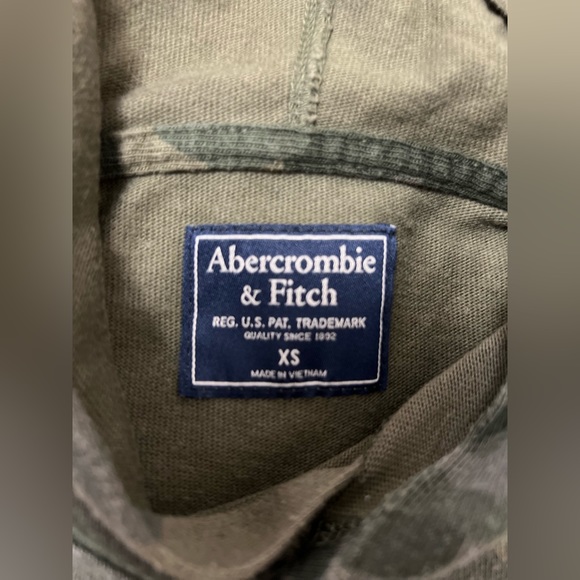 Abercrombie
& Fitch
REG. U.S. PAT. TRADEMARK
QUALITY SINCE 1892
XS
MADE IN VIETNAM